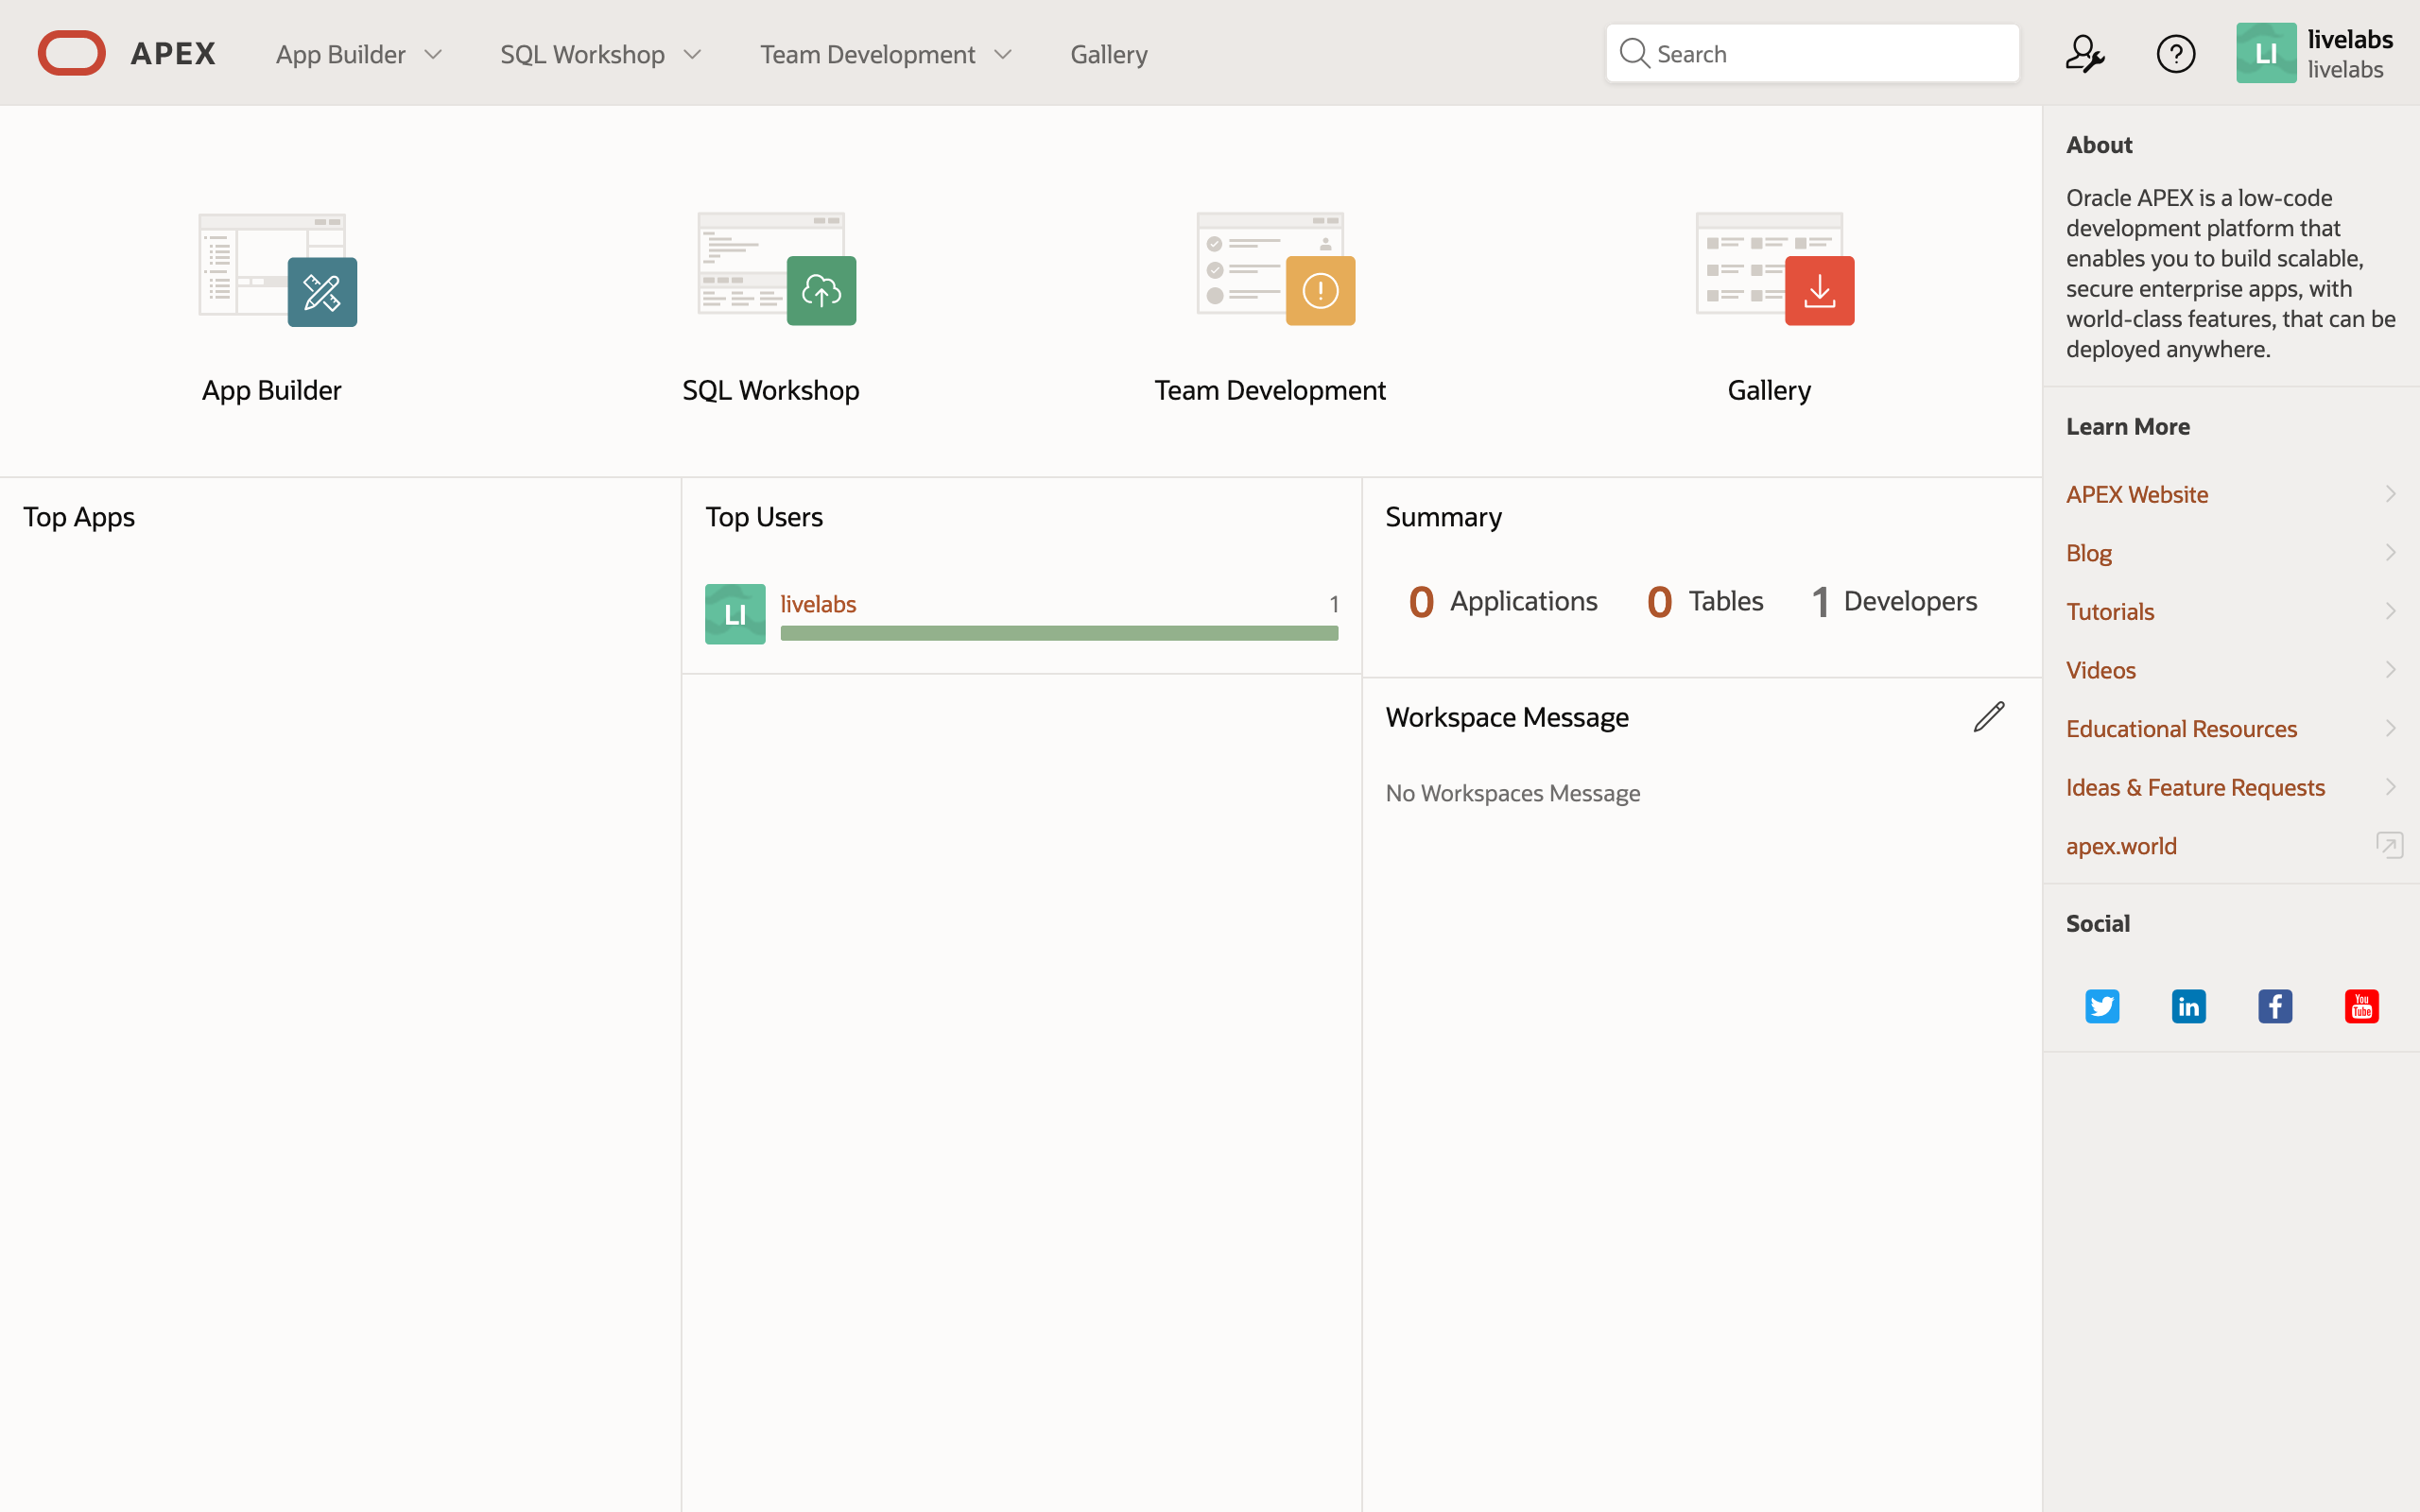 APEX
App Builder
SQL Workshop
Team Development
Gallery
Search
?
LI
livelabs
livelabs
App Builder
SQL Workshop
Team Development
Gallery
Top Apps
Top Users
LI
livelabs
1
Summary
0 Applications
0 Tables
1 Developers
Workspace Message
No Workspaces Message
About
Oracle APEX is a low-code
development platform that
enables you to build scalable,
secure enterprise apps, with
world-class features, that can be
deployed anywhere.
Learn More
APEX Website
Blog
Tutorials
Videos
Educational Resources
Ideas & Feature Requests
apex.world
Social
in
f
You
Tube